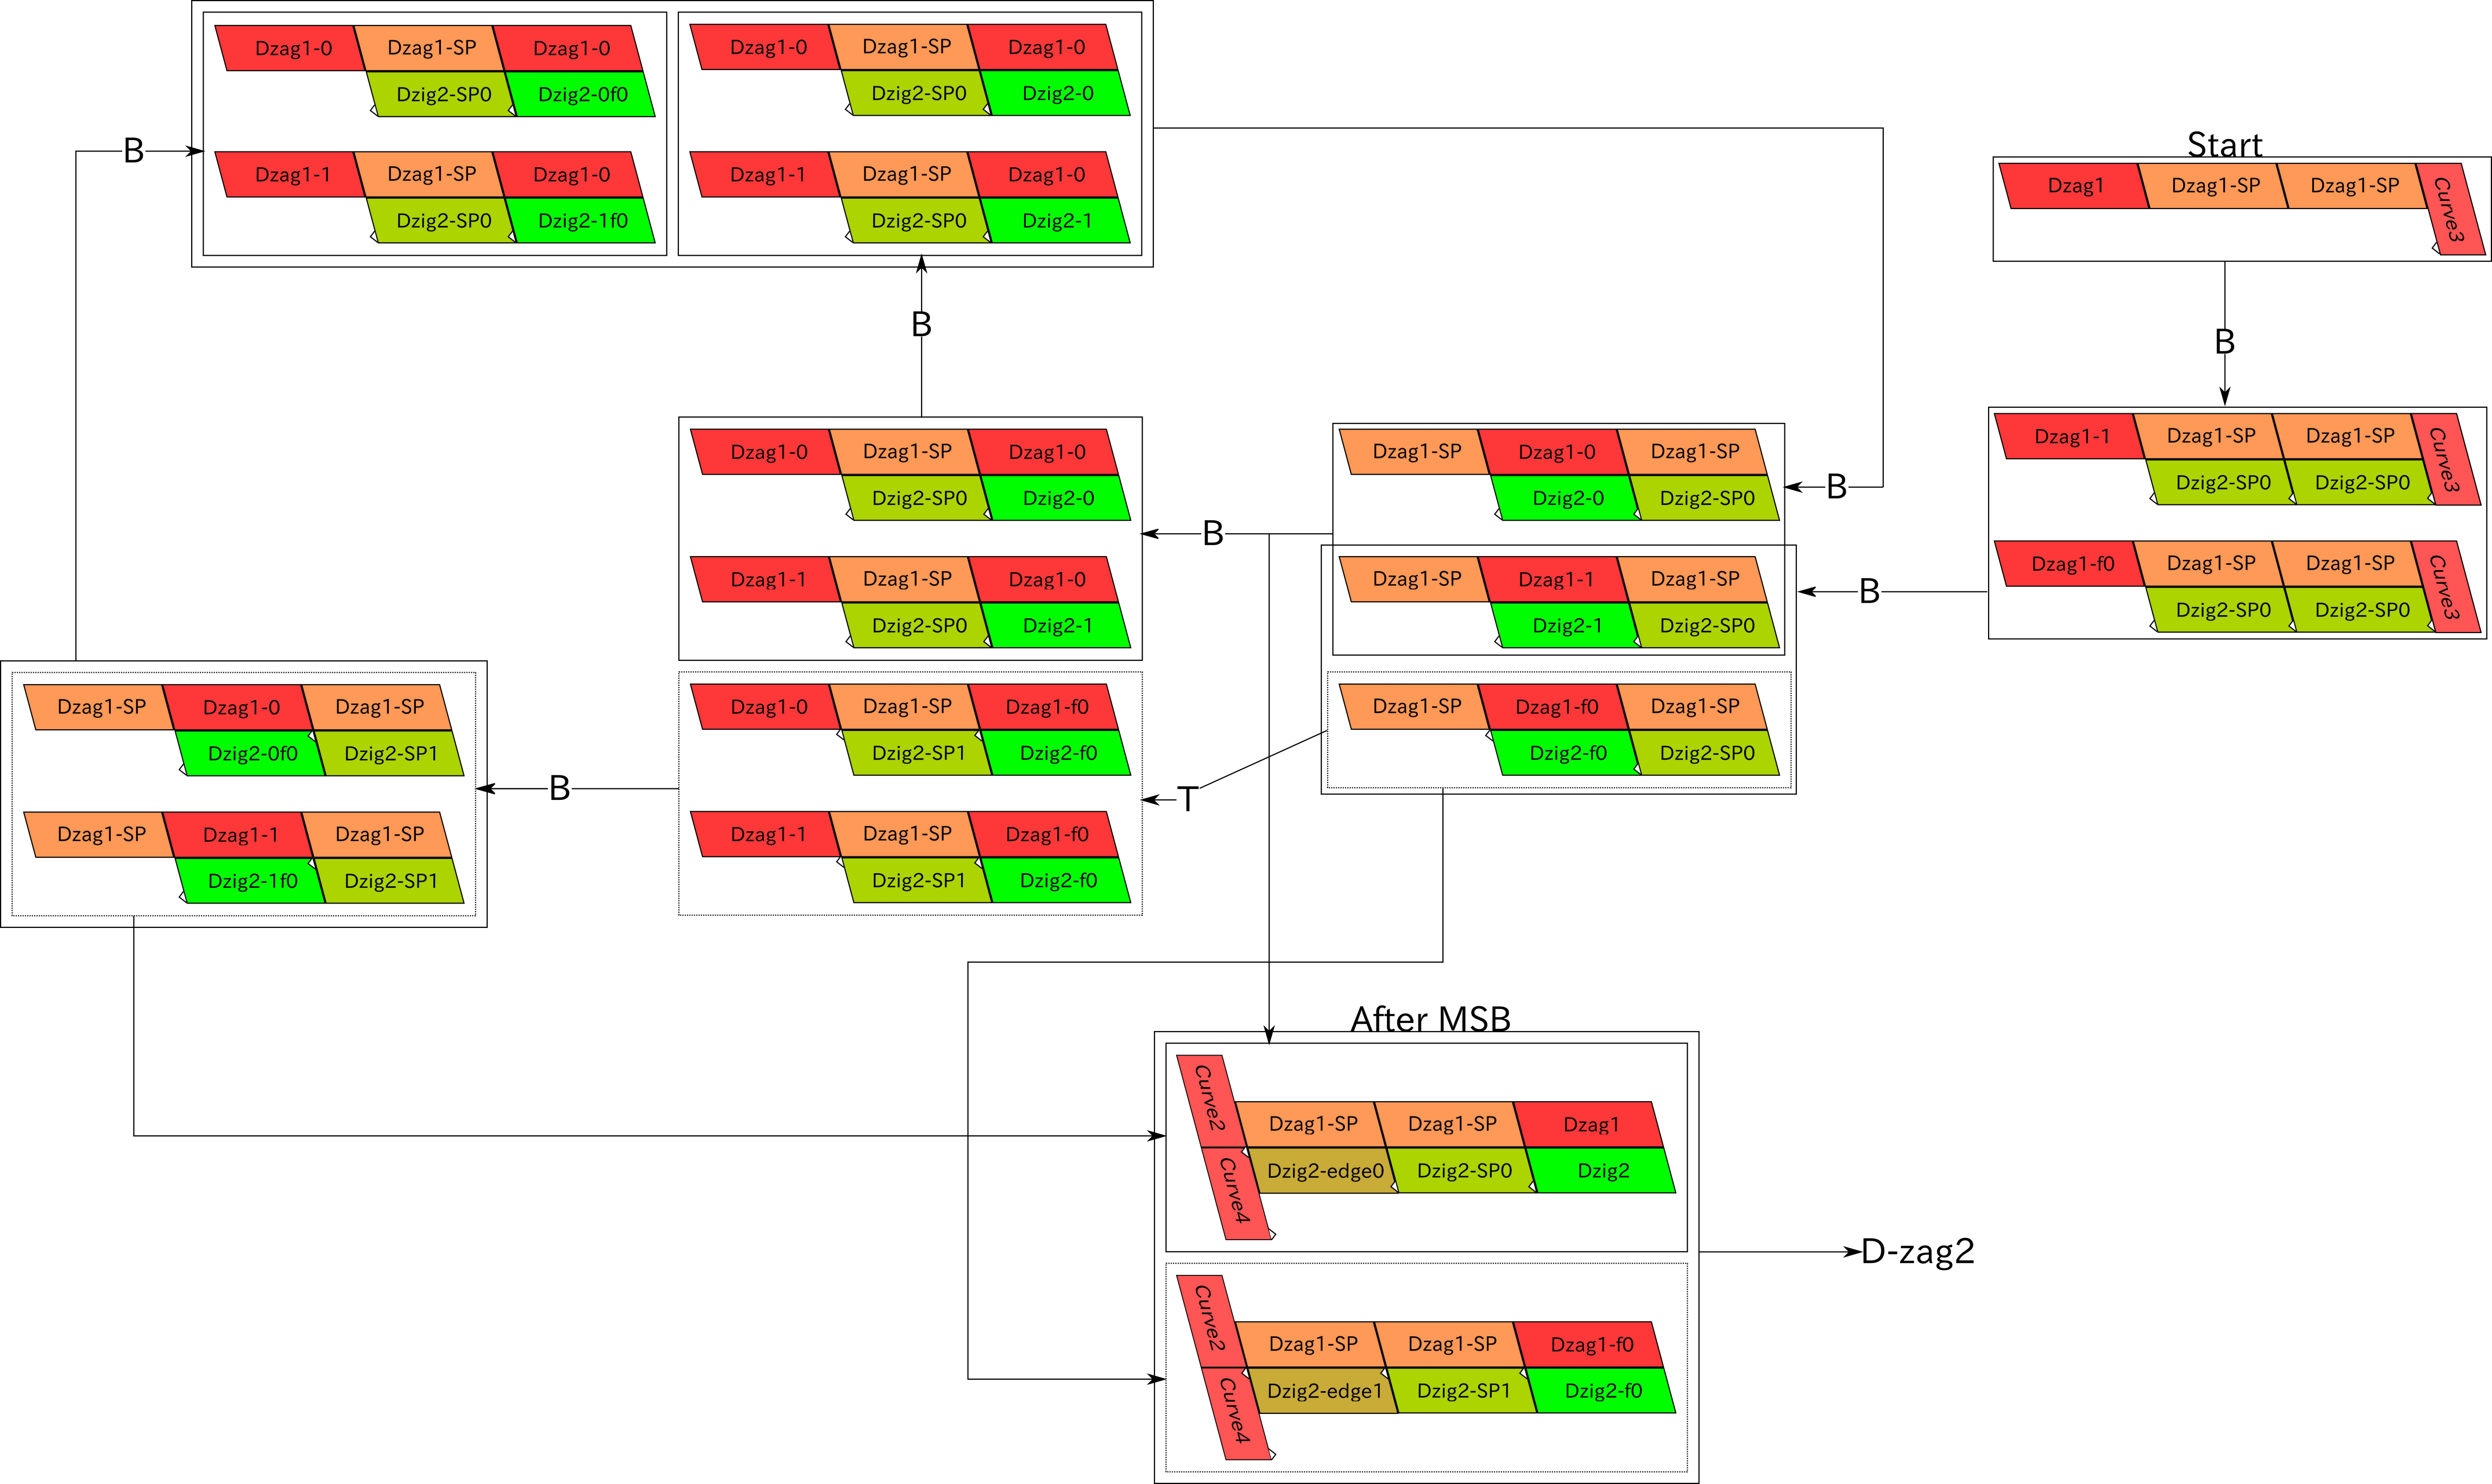 Dzag1-0 Dzag1-SP Dzag1-0
Dzig2-SP0 Dzig2-0f0
Dzag1-1 Dzag1-SP Dzag1-0
Dzig2-SP0 Dzig2-1f0
Dzag1-0 Dzag1-SP Dzag1-0
Dzig2-SP0 Dzig2-0
Dzag1-1 Dzag1-SP Dzag1-0
Dzig2-SP0 Dzig2-1
B
Start
Dzag1 Dzag1-SP Dzag1-SP Curve3
B
B
Dzag1-1 Dzag1-SP Dzag1-SP Curve3
Dzig2-SP0 Dzig2-SP0
Dzag1-f0 Dzag1-SP Dzag1-SP Curve3
Dzig2-SP0 Dzig2-SP0
Dzag1-0 Dzag1-SP Dzag1-0
Dzig2-SP0 Dzig2-0
Dzag1-1 Dzag1-SP Dzag1-0
Dzig2-SP0 Dzig2-1
B
Dzag1-SP Dzag1-0 Dzag1-SP
Dzig2-0 Dzig2-SP0
B
Dzag1-SP Dzag1-1 Dzag1-SP
Dzig2-1 Dzig2-SP0
B
Dzag1-SP Dzag1-f0 Dzag1-SP
Dzig2-f0 Dzig2-SP0
T
Dzag1-0 Dzag1-SP Dzag1-f0
Dzig2-SP1 Dzig2-f0
Dzag1-1 Dzag1-SP Dzag1-f0
Dzig2-SP1 Dzig2-f0
B
Dzag1-SP Dzag1-0 Dzag1-SP
Dzig2-0f0 Dzig2-SP1
Dzag1-SP Dzag1-1 Dzag1-SP
Dzig2-1f0 Dzig2-SP1
After MSB
Curve2 Dzag1-SP Dzag1-SP Dzag1
Curve4 Dzig2-edge0 Dzig2-SP0 Dzig2
D-zag2
Curve2 Dzag1-SP Dzag1-SP Dzag1-f0
Curve4 Dzig2-edge1 Dzig2-SP1 Dzig2-f0